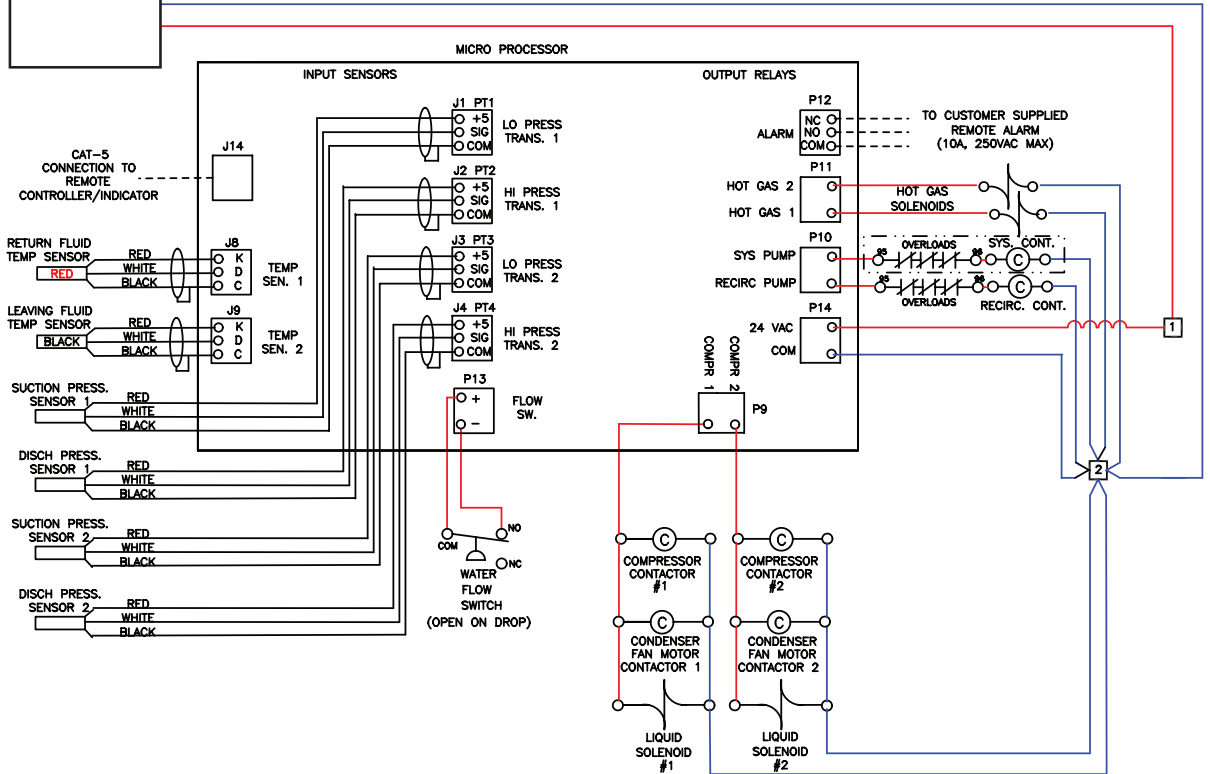 MICRO PROCESSOR
INPUT SENSORS
OUTPUT RELAYS
J1 PT1
+5
SIG
COM
LO PRESS
TRANS. 1
J2 PT2
+5
SIG
COM
HI PRESS
TRANS. 1
J3 PT3
+5
SIG
COM
LO PRESS
TRANS. 2
J4 PT4
+5
SIG
COM
HI PRESS
TRANS. 2
P13
+
-
FLOW
SW.
J14
CAT-5
CONNECTION TO
REMOTE
CONTROLLER/INDICATOR
RETURN FLUID
TEMP SENSOR
RED
RED
WHITE
BLACK
J8
K
D
C
TEMP
SEN. 1
LEAVING FLUID
TEMP SENSOR
BLACK
RED
WHITE
BLACK
J9
K
D
C
TEMP
SEN. 2
SUCTION PRESS.
SENSOR 1
RED
WHITE
BLACK
DISCH PRESS.
SENSOR 1
RED
WHITE
BLACK
SUCTION PRESS.
SENSOR 2
RED
WHITE
BLACK
DISCH PRESS.
SENSOR 2
RED
WHITE
BLACK
COM
NO
NC
WATER
FLOW
SWITCH
(OPEN ON DROP)
P12
ALARM
NC
NO
COM
TO CUSTOMER SUPPLIED
REMOTE ALARM
(10A, 250VAC MAX)
P11
HOT GAS 2
HOT GAS 1
HOT GAS
SOLENOIDS
P10
SYS PUMP
RECIRC PUMP
95
OVERLOADS
96
SYS. CONT.
C
95
OVERLOADS
96
C
RECIRC. CONT.
P14
24 VAC
COM
1
2
COMPR 1
COMPR 2
P9
C
COMPRESSOR
CONTACTOR
#1
C
COMPRESSOR
CONTACTOR
#2
C
CONDENSER
FAN MOTOR
CONTACTOR 1
C
CONDENSER
FAN MOTOR
CONTACTOR 2
LIQUID
SOLENOID
#1
LIQUID
SOLENOID
#2